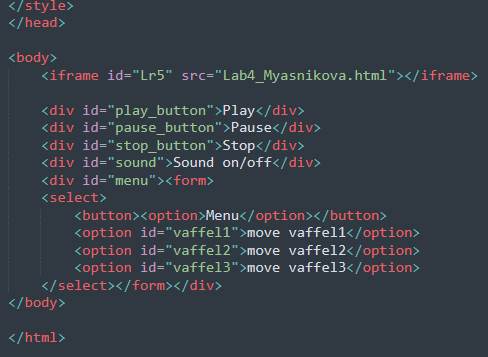 </style>
</head>
<body>
<iframe id="Lr5" src="Lab4_Myasnikova.html"></iframe>
<div id="play_button">Play</div>
<div id="pause_button">Pause</div>
<div id="stop_button">Stop</div>
<div id="sound">Sound on/off</div>
<div id="menu"><form>
<select>
<button><option>Menu</option></button>
<option id="vaffel1">move vaffel1</option>
<option id="vaffel2">move vaffel2</option>
<option id="vaffel3">move vaffel3</option>
</select></form></div>
</body>
</html>